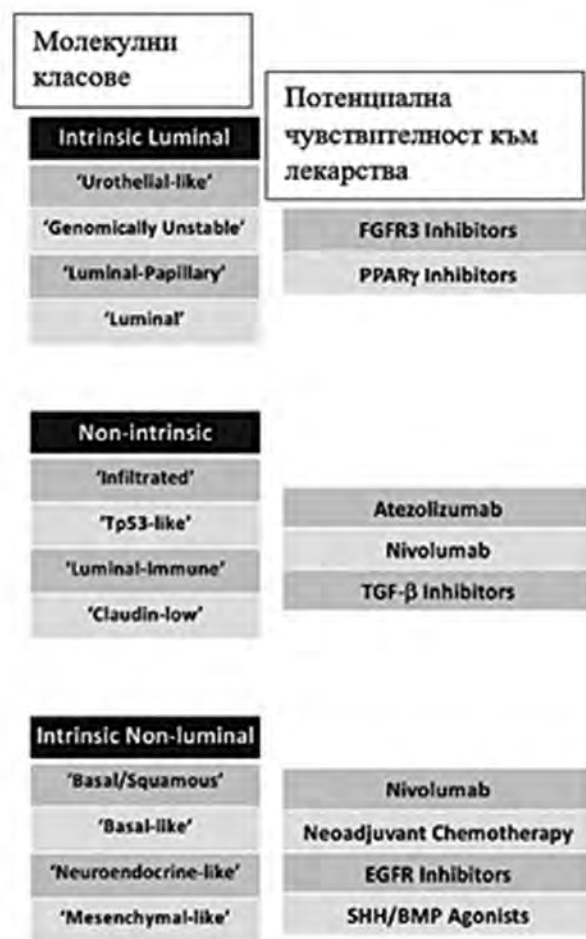 Молекулни
класове
Потенциална
чувствителност към
лекарства
Intrinsic Luminal
'Urothelial-like'
'Genomically Unstable'
'Luminal-Papillary'
'Luminal'
FGFR3 Inhibitors
PPARγ Inhibitors
Non-intrinsic
'Infiltrated'
'Tp53-like'
'Luminal-Immune'
'Claudin-low'
Atezolizumab
Nivolumab
TGF-β Inhibitors
Intrinsic Non-luminal
'Basal/Squamous'
'Basal-like'
'Neuroendocrine-like'
'Mesenchymal-like'
Nivolumab
Neoadjuvant Chemotherapy
EGFR Inhibitors
SHH/BMP Agonists